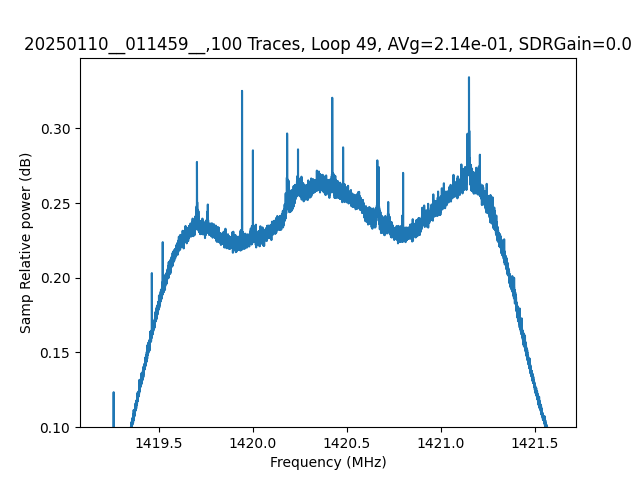 20250110__011459__,100 Traces, Loop 49, AVg=2.14e-01, SDRGain=0.0
0.30
0.25
0.20
0.15
0.10
Samp Relative power (dB)
1419.5 1420.0 1420.5 1421.0 1421.5
Frequency (MHz)